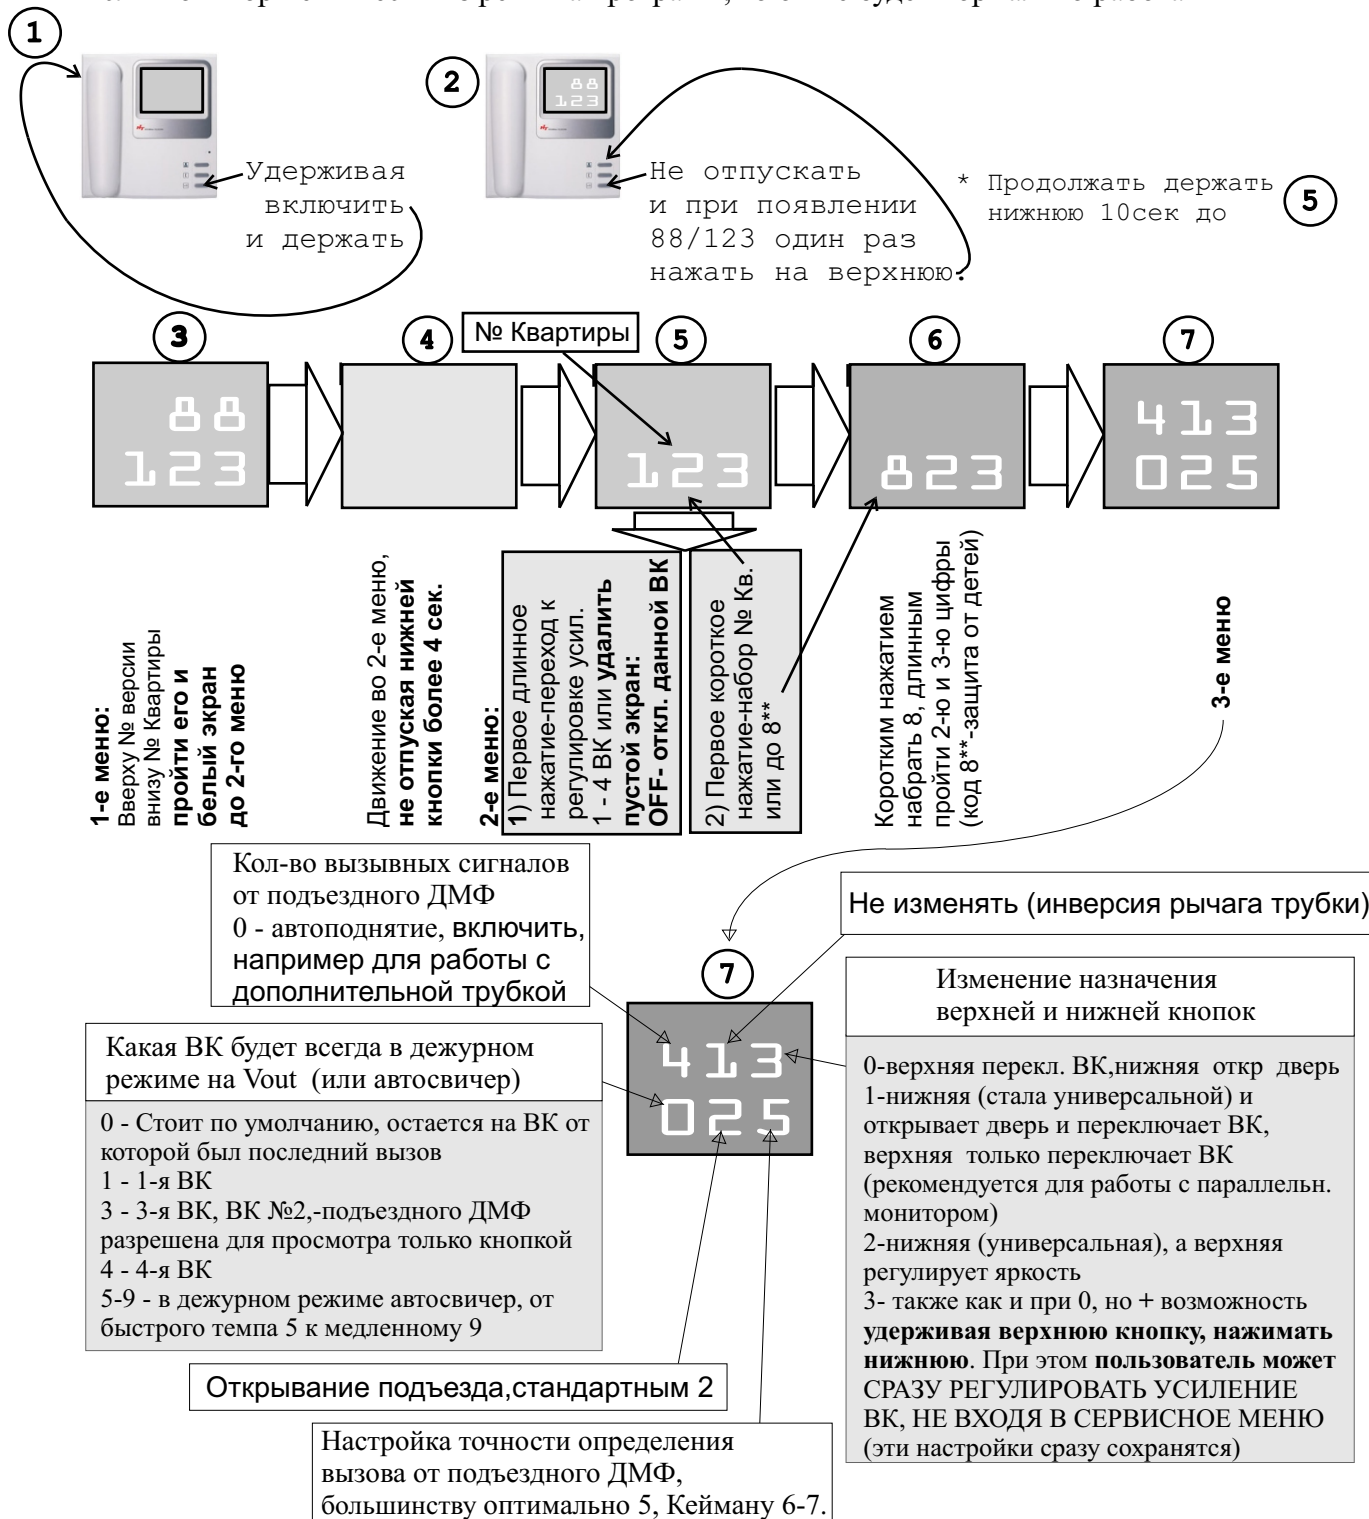 1
2
88
123
Удерживая
включить
и держать
Не отпускать
и при появлении
88/123 один раз
нажать на верхнюю.
* Продолжать держать
нижнюю 10сек до
5
3
4
№ Квартиры
5
6
7
88
123
123
823
413
025
1-е меню:
Вверху № версии
внизу № Квартиры
пройти его и
белый экран
до 2-го меню
Движение во 2-е меню,
не отпуская нижней
кнопки более 4 сек.
2-е меню:
1) Первое длинное
нажатие-переход к
регулировке усил.
1 - 4 ВК или удалить
пустой экран:
OFF- откл. данной ВК
2) Первое короткое
нажатие-набор № Кв.
или до 8**
Коротким нажатием
набрать 8, длинным
пройти 2-ю и 3-ю цифры
(код 8**-защита от детей)
3-е меню
Кол-во вызывных сигналов
от подъездного ДМФ
0 - автоподнятие, включить,
например для работы с
дополнительной трубкой
Не изменять (инверсия рычага трубки)
7
413
025
Какая ВК будет всегда в дежурном
режиме на Vout (или автосвичер)
0 - Стоит по умолчанию, остается на ВК от
которой был последний вызов
1 - 1-я ВК
3 - 3-я ВК, ВК №2,-подъездного ДМФ
разрешена для просмотра только кнопкой
4 - 4-я ВК
5-9 - в дежурном режиме автосвичер, от
быстрого темпа 5 к медленному 9
Изменение назначения
верхней и нижней кнопок
0-верхняя перекл. ВК,нижняя откр дверь
1-нижняя (стала универсальной) и
открывает дверь и переключает ВК,
верхняя только переключает ВК
(рекомендуется для работы с параллельн.
монитором)
2-нижняя (универсальная), а верхняя
регулирует яркость
3- также как и при 0, но + возможность
удерживая верхнюю кнопку, нажимать
нижнюю. При этом пользователь может
СРАЗУ РЕГУЛИРОВАТЬ УСИЛЕНИЕ
ВК, НЕ ВХОДЯ В СЕРВИСНОЕ МЕНЮ
(эти настройки сразу сохранятся)
Открывание подъезда,стандартным 2
Настройка точности определения
вызова от подъездного ДМФ,
большинству оптимально 5, Кейману 6-7.